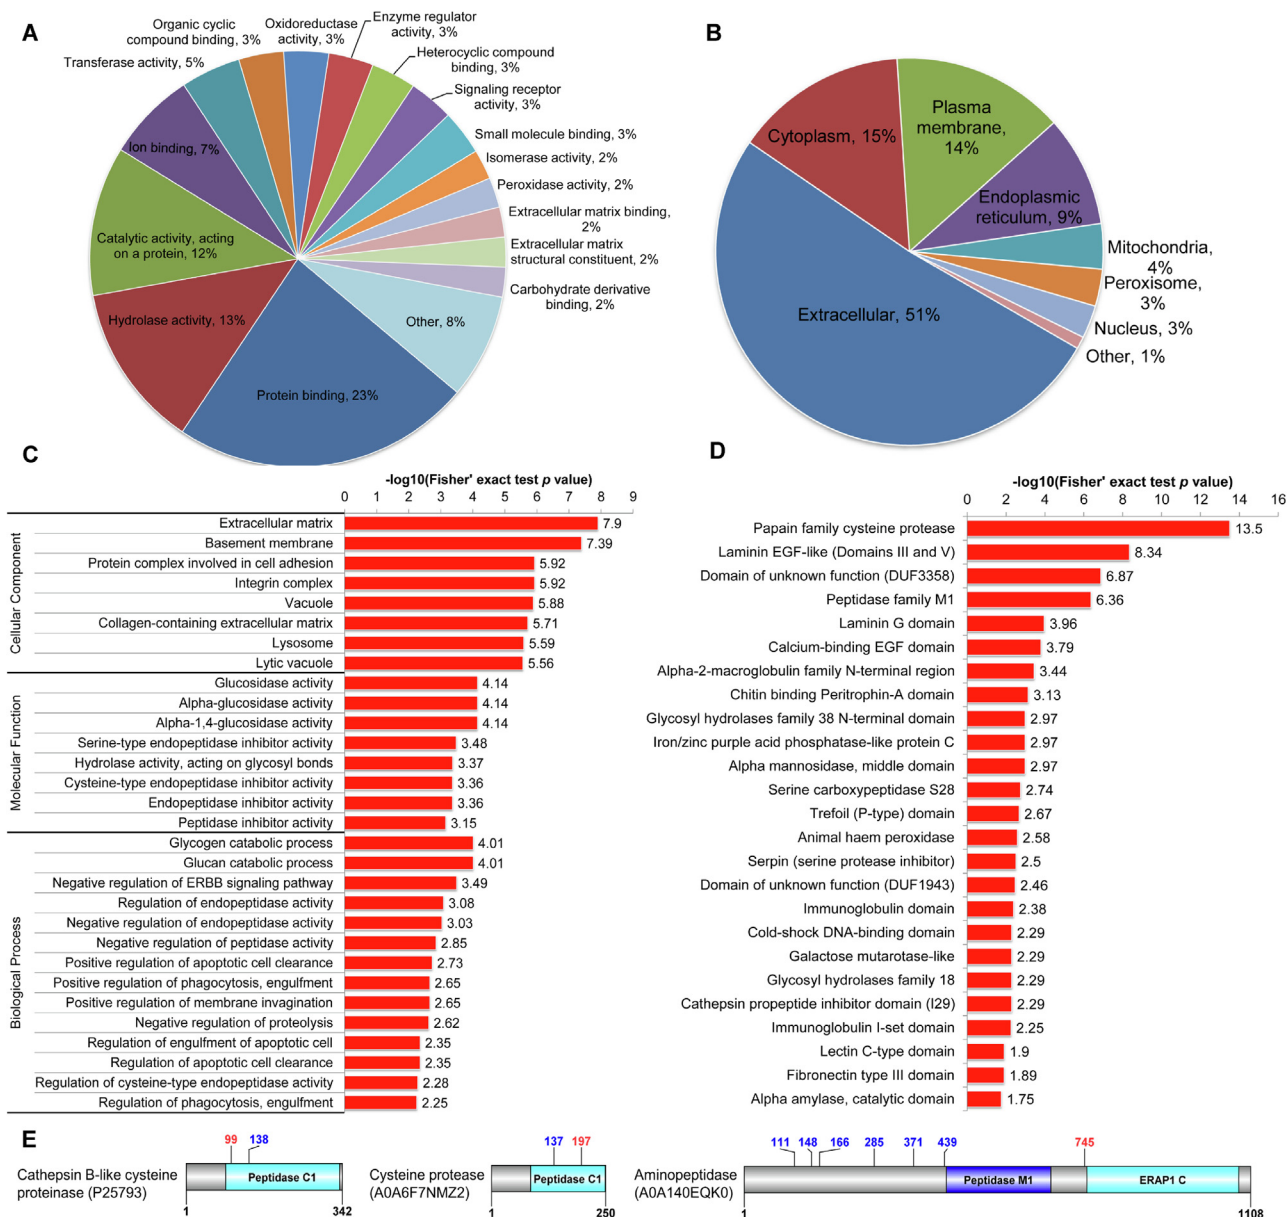 A
Organic cyclic
compound binding, 3%
Oxidoreductase
activity, 3%
Enzyme regulator
activity, 3%
Heterocyclic compound
binding, 3%
Signaling receptor
activity, 3%
Small molecule binding, 3%
Isomerase activity, 2%
Peroxidase activity, 2%
Extracellular matrix binding,
2%
Extracellular matrix
structural constituent, 2%
Carbohydrate derivative
binding, 2%
Other, 8%
Protein binding, 23%
Hydrolase activity, 13%
Catalytic activity, acting
on a protein, 12%
Ion binding, 7%
Transferase activity, 5%
B
Plasma
membrane,
14%
Endoplasmic
reticulum, 9%
Mitochondria,
4%
Peroxisome,
3%
Nucleus, 3%
Other, 1%
Extracellular, 51%
Cytoplasm, 15%
C
-log10(Fisher' exact test p value)
0 1 2 3 4 5 6 7 8 9
Cellular Component
Extracellular matrix 7.9
Basement membrane 7.39
Protein complex involved in cell adhesion 5.92
Integrin complex 5.92
Vacuole 5.88
Collagen-containing extracellular matrix 5.71
Lysosome 5.59
Lytic vacuole 5.56
Molecular Function
Glucosidase activity 4.14
Alpha-glucosidase activity 4.14
Alpha-1,4-glucosidase activity 4.14
Serine-type endopeptidase inhibitor activity 3.48
Hydrolase activity, acting on glycosyl bonds 3.37
Cysteine-type endopeptidase inhibitor activity 3.36
Endopeptidase inhibitor activity 3.36
Peptidase inhibitor activity 3.15
Biological Process
Glycogen catabolic process 4.01
Glucan catabolic process 4.01
Negative regulation of ERBB signaling pathway 3.49
Regulation of endopeptidase activity 3.08
Negative regulation of endopeptidase activity 3.03
Negative regulation of peptidase activity 2.85
Positive regulation of apoptotic cell clearance 2.73
Positive regulation of phagocytosis, engulfment 2.65
Positive regulation of membrane invagination 2.65
Negative regulation of proteolysis 2.62
Regulation of engulfment of apoptotic cell 2.35
Regulation of apoptotic cell clearance 2.35
Regulation of cysteine-type endopeptidase activity 2.28
Regulation of phagocytosis, engulfment 2.25
D
-log10(Fisher' exact test p value)
0 2 4 6 8 10 12 14 16
Papain family cysteine protease 13.5
Laminin EGF-like (Domains III and V) 8.34
Domain of unknown function (DUF3358) 6.87
Peptidase family M1 6.36
Laminin G domain 3.96
Calcium-binding EGF domain 3.79
Alpha-2-macroglobulin family N-terminal region 3.44
Chitin binding Peritrophin-A domain 3.13
Glycosyl hydrolases family 38 N-terminal domain 2.97
Iron/zinc purple acid phosphatase-like protein C 2.97
Alpha mannosidase, middle domain 2.97
Serine carboxypeptidase S28 2.74
Trefoil (P-type) domain 2.67
Animal haem peroxidase 2.58
Serpin (serine protease inhibitor) 2.5
Domain of unknown function (DUF1943) 2.46
Immunoglobulin domain 2.38
Cold-shock DNA-binding domain 2.29
Galactose mutarotase-like 2.29
Glycosyl hydrolases family 18 2.29
Cathepsin propeptide inhibitor domain (I29) 2.29
Immunoglobulin I-set domain 2.25
Lectin C-type domain 1.9
Fibronectin type III domain 1.89
Alpha amylase, catalytic domain 1.75
E
Cathepsin B-like cysteine
proteinase (P25793)
99 138
Peptidase C1
1 342
Cysteine protease
(A0A6F7NMZ2)
137 197
Peptidase C1
1 250
Aminopeptidase
(A0A140EQK0)
111 148 166 285 371 439 745
Peptidase M1 ERAP1 C
1 1108